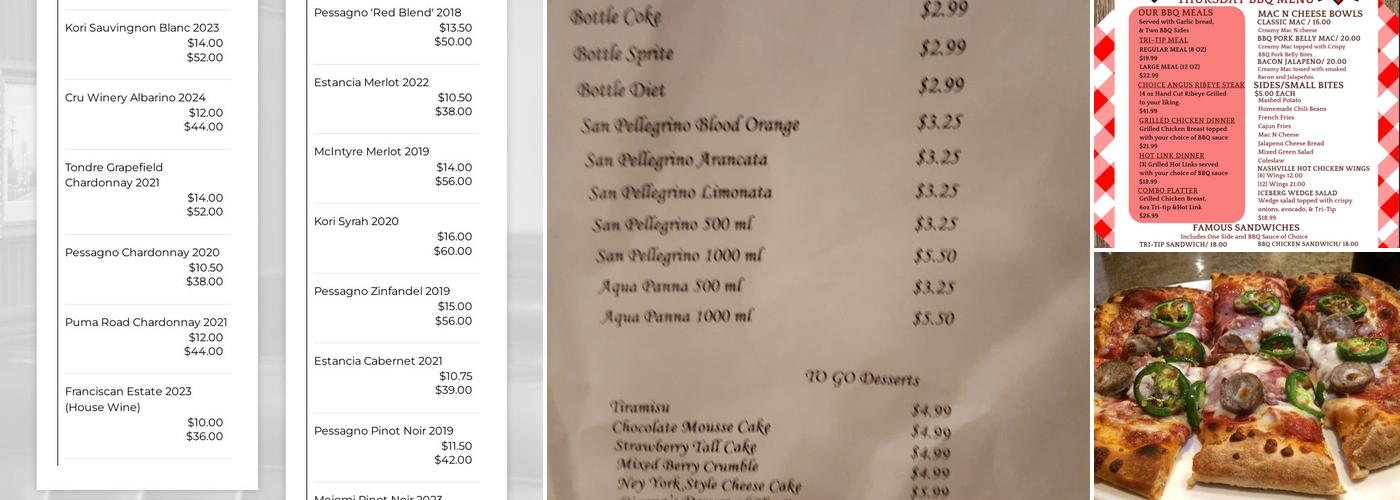 Kori Sauvingnon Blanc 2023
$14.00
$52.00
Cru Winery Albarino 2024
$12.00
$44.00
Tondre Grapefield
Chardonnay 2021
$14.00
$52.00
Pessagno Chardonnay 2020
$10.50
$38.00
Puma Road Chardonnay 2021
$12.00
$44.00
Franciscan Estate 2023
(House Wine)
$10.00
$36.00
Pessagno 'Red Blend' 2018
$13.50
$50.00
Estancia Merlot 2022
$10.50
$38.00
McIntyre Merlot 2019
$14.00
$56.00
Kori Syrah 2020
$16.00
$60.00
Pessagno Zinfandel 2019
$15.00
$56.00
Estancia Cabernet 2021
$10.75
$39.00
Pessagno Pinot Noir 2019
$11.50
$42.00
Meiomi Pinot Noir 2023
Bottle Coke $2.99
Bottle Sprite $2.99
Bottle Diet $2.99
San Pellegrino Blood Orange $3.25
San Pellegrino Arancata $3.25
San Pellegrino Limonata $3.25
San Pellegrino 500 ml $3.25
San Pellegrino 1000 ml $5.50
Aqua Panna 500 ml $3.25
Aqua Panna 1000 ml $5.50
TO GO Desserts
Tiramisu $4.99
Chocolate Mousse Cake $4.99
Strawberry Tall Cake $4.99
Mixed Berry Crumble $4.99
Ney York Style Cheese Cake $5.99
THURSDAY BBQ MENU
OUR BBQ MEALS
Served with Garlic bread,
& Two BBQ Sides
TRI-TIP MEAL
REGULAR MEAL [8 OZ]
$19.99
LARGE MEAL [12 OZ]
$22.99
CHOICE ANGUS RIBEYE STEAK
14 oz Hand Cut Ribeye Grilled
to your liking.
$41.99
GRILLED CHICKEN DINNER
Grilled Chicken Breast topped
with your choice of BBQ sauce
$21.99
HOT LINK DINNER
[3] Grilled Hot Links served
with your choice of BBQ sauce
$18.99
COMBO PLATTER
Grilled Chicken Breast,
6oz Tri-tip &Hot Link
$26.99
MAC N CHEESE BOWLS
CLASSIC MAC / 16.00
Creamy Mac N cheese
BBQ PORK BELLY MAC/ 20.00
Creamy Mac topped with Crispy
BBQ Pork Belly Bites
BACON JALAPENO/ 20.00
Creamy Mac tossed with smoked
Bacon and Jalapeños.
SIDES/SMALL BITES
$5.00 EACH
Mashed Potato
Homemade Chili Beans
French Fries
Cajun Fries
Mac N Cheese
Jalapeno Cheese Bread
Mixed Green Salad
Coleslaw
NASHVILLE HOT CHICKEN WINGS
[6] Wings 12.00
[12] Wings 21.00
ICEBERG WEDGE SALAD
Wedge salad topped with crispy
onions, avocado, & Tri-Tip
$18.99
FAMOUS SANDWICHES
Includes One Side and BBQ Sauce of Choice
TRI-TIP SANDWICH/ 18.00
BBQ CHICKEN SANDWICH/ 18.00